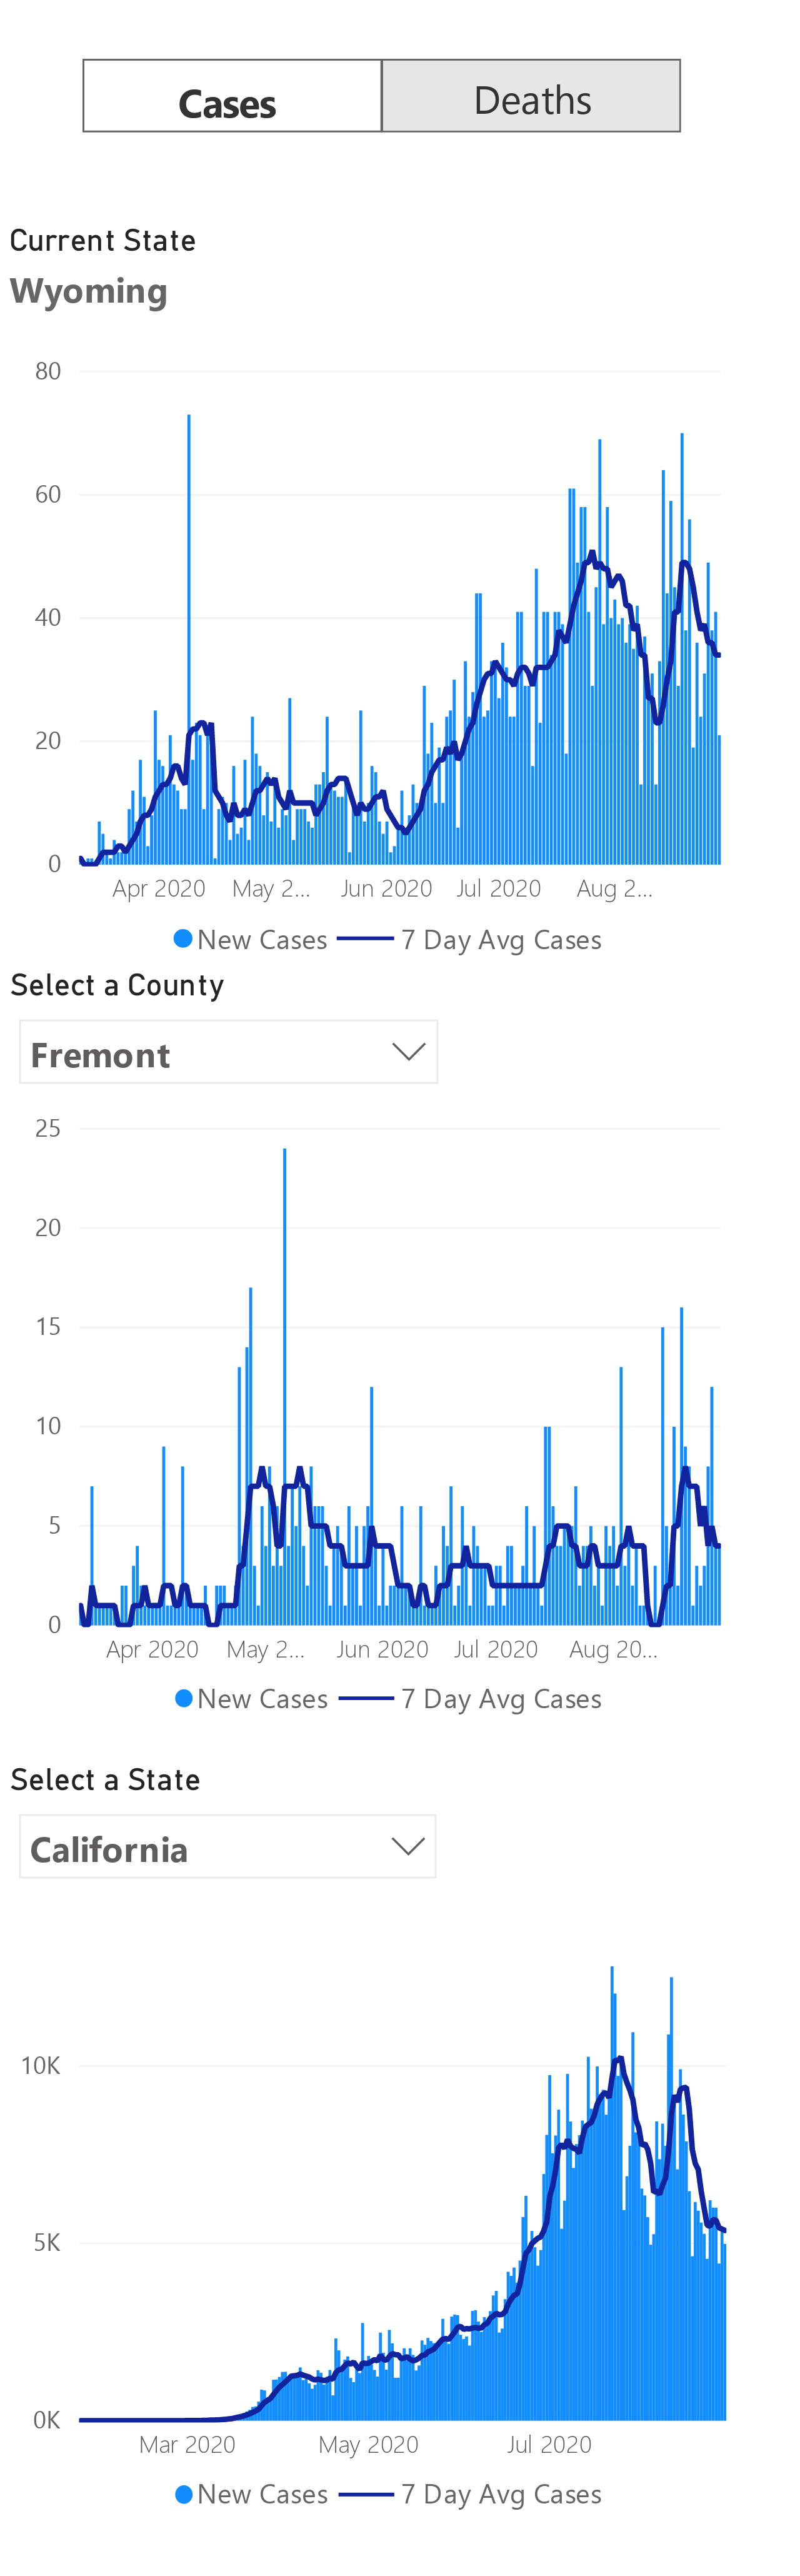 Cases Deaths
Current State
Wyoming
80
60
40
20
0
Apr 2020 May 2... Jun 2020 Jul 2020 Aug 2...
New Cases 7 Day Avg Cases
Select a County
Fremont
25
20
15
10
5
0
Apr 2020 May 2... Jun 2020 Jul 2020 Aug 20...
New Cases 7 Day Avg Cases
Select a State
California
10K
5K
0K
Mar 2020 May 2020 Jul 2020
New Cases 7 Day Avg Cases